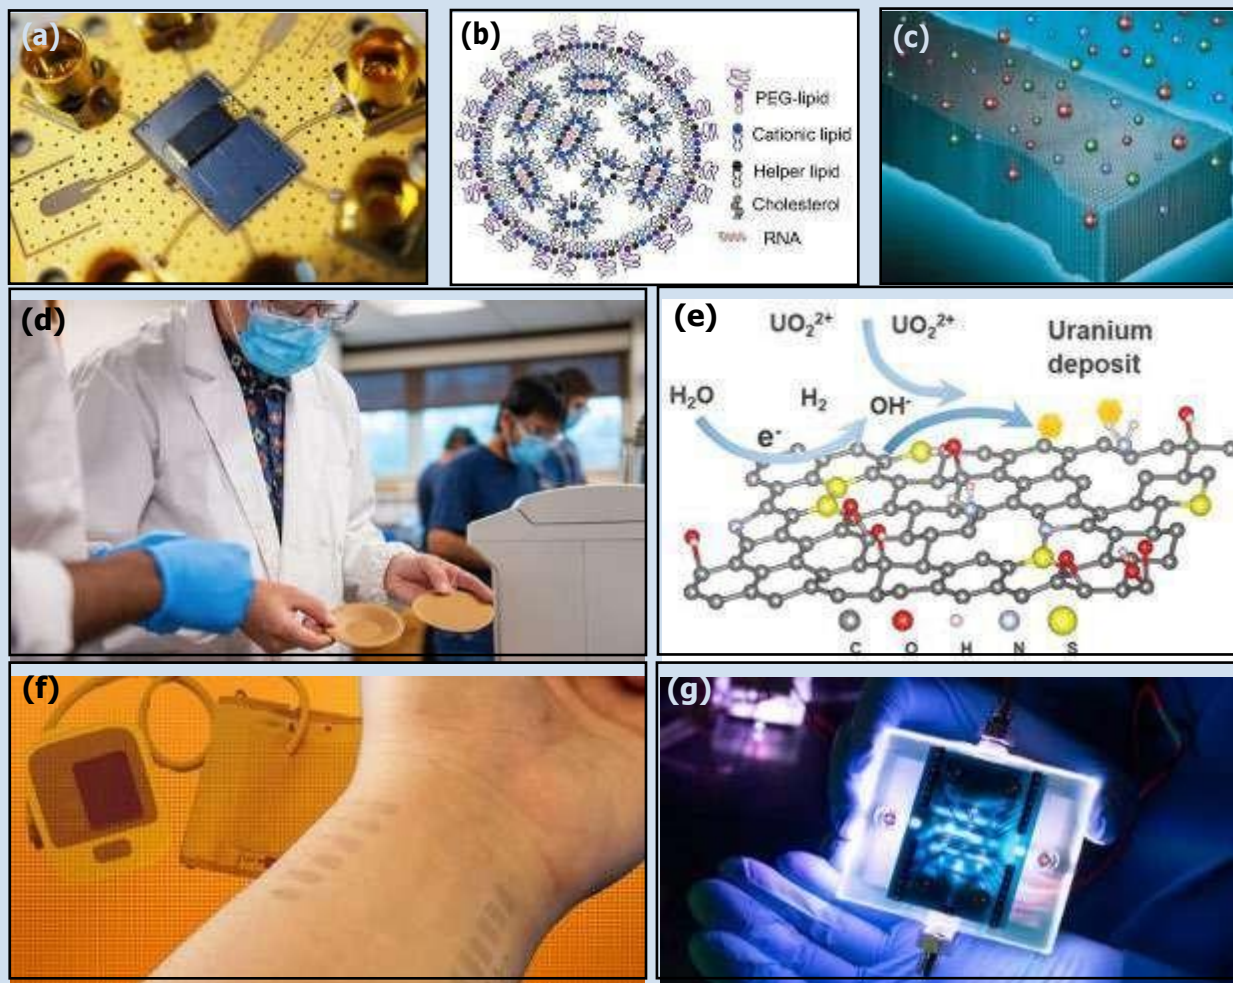 (a)
(b)
PEG-lipid
Cationic lipid
Helper lipid
Cholesterol
RNA
(c)
(d)
(e)
UO₂²⁺ UO₂²⁺
Uranium
deposit
H₂O
H₂
OH⁻
e⁻
C O H N S
(f)
(g)